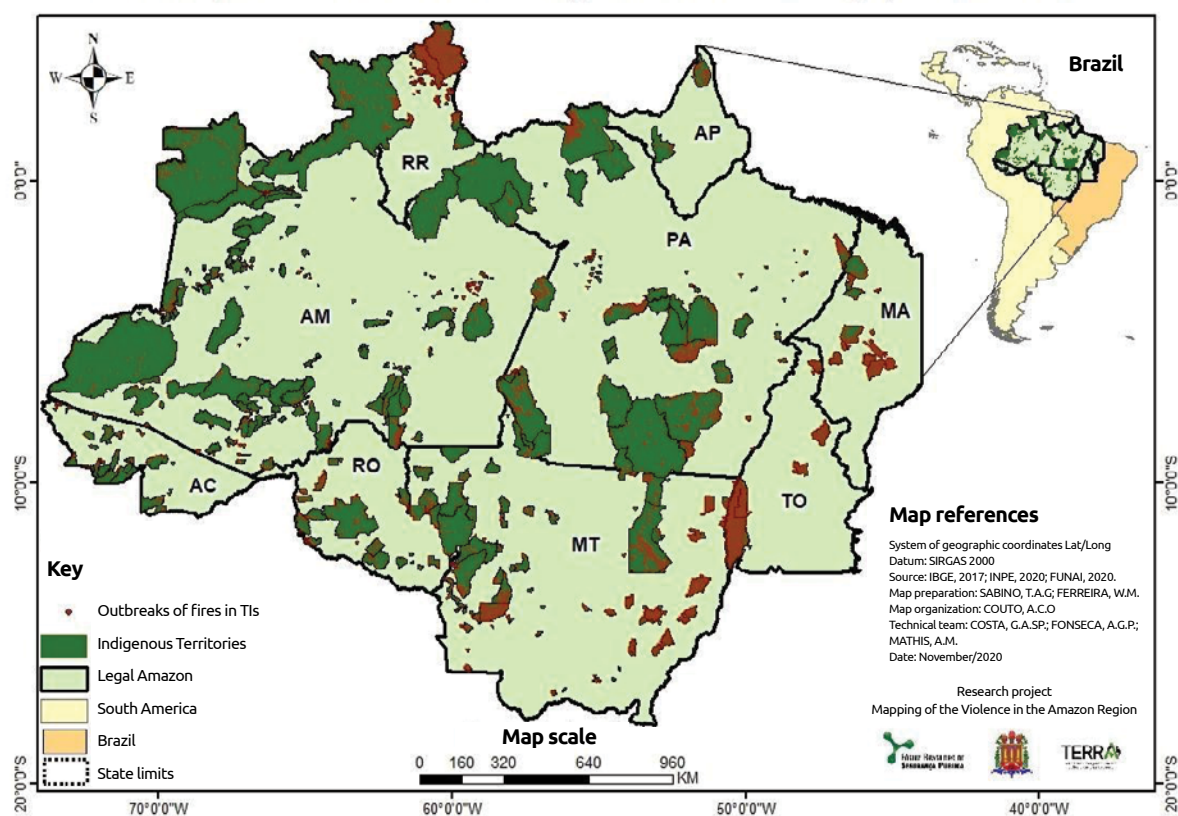 N
W
E
S
Brazil
AP
RR
PA
AM
MA
RO
AC
TO
MT
0°0'0"
10°0'0"S
20°0'0"S
0°0'0"
10°0'0"S
20°0'0"S
Key
Outbreaks of fires in TIs
Indigenous Territories
Legal Amazon
South America
Brazil
State limits
Map scale
0 160 320 640 960
KM
70°0'0"W
60°0'0"W
50°0'0"W
40°0'0"W
Map references
System of geographic coordinates Lat/Long
Datum: SIRGAS 2000
Source: IBGE, 2017; INPE, 2020; FUNAI, 2020.
Map preparation: SABINO, T.A.G; FERREIRA, W.M.
Map organization: COUTO, A.C.O
Technical team: COSTA, G.A.SP.; FONSECA, A.G.P.;
MATHIS, A.M.
Date: November/2020
Research project
Mapping of the Violence in the Amazon Region
Fórum Brasileiro de
Segurança Pública
TERRA